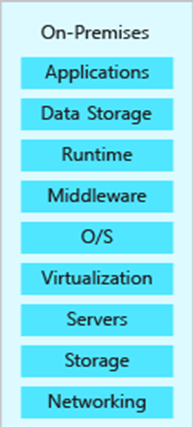 On-Premises
Applications
Data Storage
Runtime
Middleware
O/S
Virtualization
Servers
Storage
Networking